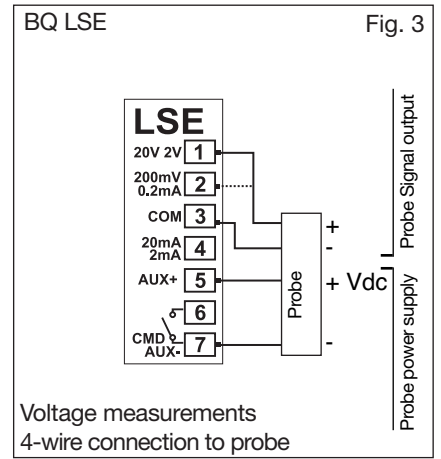 BQ LSE
Fig. 3
LSE
20V 2V 1
200mV
0.2mA 2
COM 3
20mA
2mA 4
AUX+ 5
6
CMD
AUX- 7
Probe
+
-
+ Vdc
-
Probe Signal output
Probe power supply
Voltage measurements
4-wire connection to probe